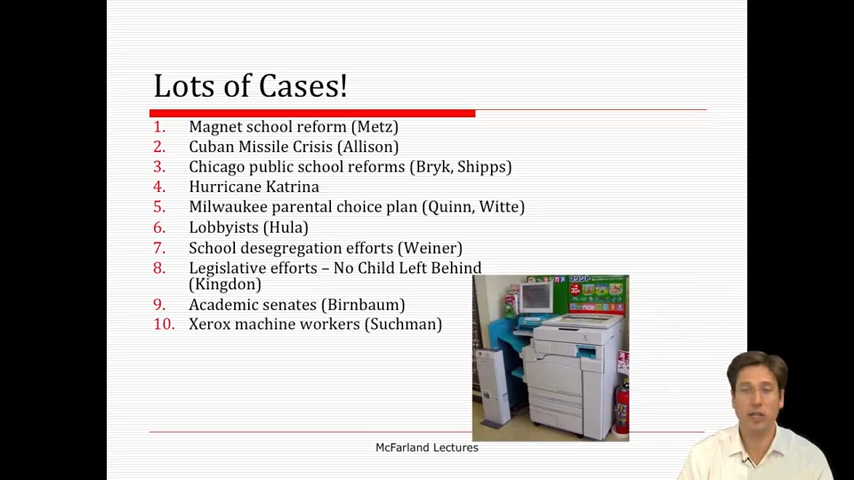 Lots of Cases!
1. Magnet school reform (Metz)
2. Cuban Missile Crisis (Allison)
3. Chicago public school reforms (Bryk, Shipps)
4. Hurricane Katrina
5. Milwaukee parental choice plan (Quinn, Witte)
6. Lobbyists (Hula)
7. School desegregation efforts (Weiner)
8. Legislative efforts – No Child Left Behind
(Kingdon)
9. Academic senates (Birnbaum)
10. Xerox machine workers (Suchman)
McFarland Lectures